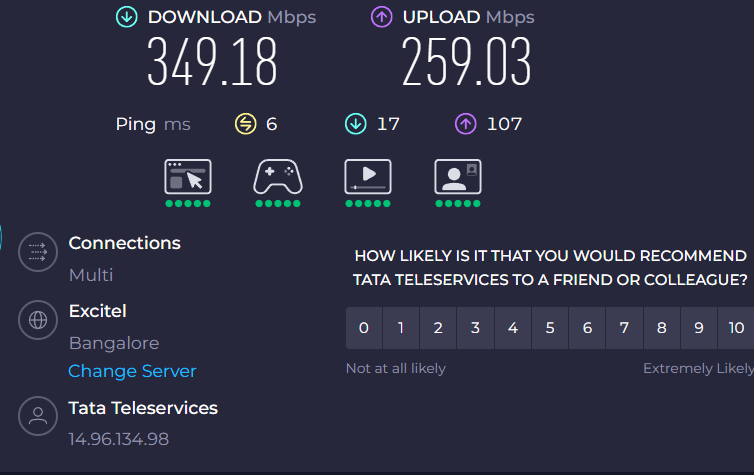 DOWNLOAD Mbps
UPLOAD Mbps
349.18
259.03
Ping ms 6 17 107
Connections
Multi
Excitel
Bangalore
Change Server
Tata Teleservices
14.96.134.98
HOW LIKELY IS IT THAT YOU WOULD RECOMMEND
TATA TELESERVICES TO A FRIEND OR COLLEAGUE?
0 1 2 3 4 5 6 7 8 9 10
Not at all likely
Extremely Likely